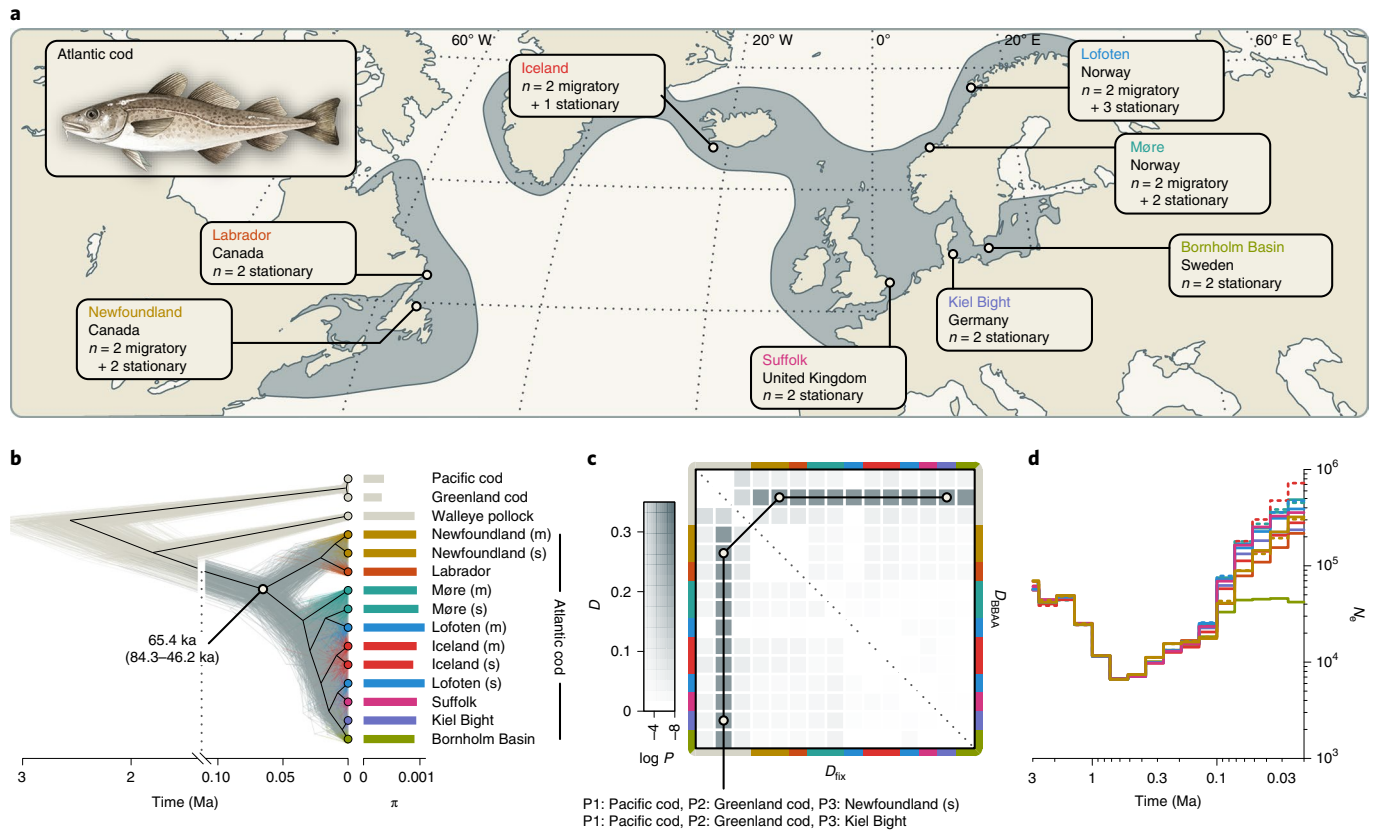 a
Atlantic cod
60° W
20° W
0°
20° E
60° E
Iceland
n = 2 migratory
+ 1 stationary
Lofoten
Norway
n = 2 migratory
+ 3 stationary
Møre
Norway
n = 2 migratory
+ 2 stationary
Labrador
Canada
n = 2 stationary
Bornholm Basin
Sweden
n = 2 stationary
Newfoundland
Canada
n = 2 migratory
+ 2 stationary
Kiel Bight
Germany
n = 2 stationary
Suffolk
United Kingdom
n = 2 stationary
b
Pacific cod
Greenland cod
Walleye pollock
Newfoundland (m)
Newfoundland (s)
Labrador
Møre (m)
Møre (s)
Lofoten (m)
Iceland (m)
Iceland (s)
Lofoten (s)
Suffolk
Kiel Bight
Bornholm Basin
Atlantic cod
65.4 ka
(84.3–46.2 ka)
3 2 0.10 0.05 0 0 0.001
Time (Ma) π
c
0.3
0.2
0.1
0
D
–4 –8
log P
D_BBAA
D_fix
P1: Pacific cod, P2: Greenland cod, P3: Newfoundland (s)
P1: Pacific cod, P2: Greenland cod, P3: Kiel Bight
d
10^6
10^5
10^4
10^3
N_e
3 1 0.3 0.1 0.03
Time (Ma)